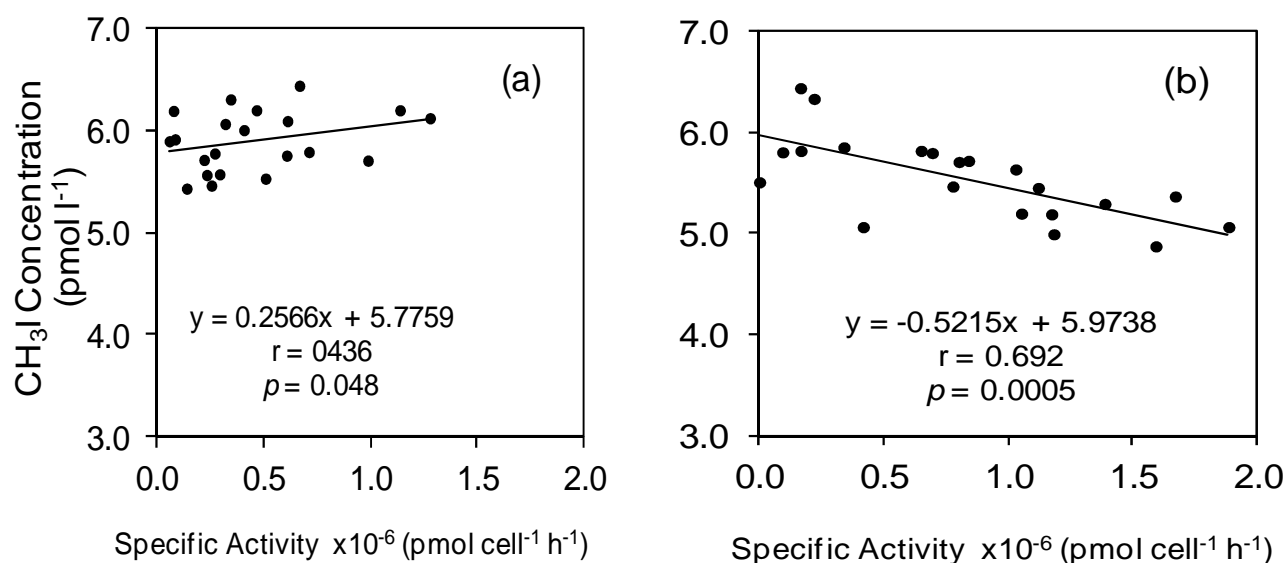 7.0
6.0
5.0
4.0
3.0
CH₃I Concentration
(pmol l⁻¹)
(a)
y = 0.2566x + 5.7759
r = 0436
p = 0.048
0.0 0.5 1.0 1.5 2.0
Specific Activity x10⁻⁶ (pmol cell⁻¹ h⁻¹)
7.0
6.0
5.0
4.0
3.0
(b)
y = -0.5215x + 5.9738
r = 0.692
p = 0.0005
0.0 0.5 1.0 1.5 2.0
Specific Activity x10⁻⁶ (pmol cell⁻¹ h⁻¹)